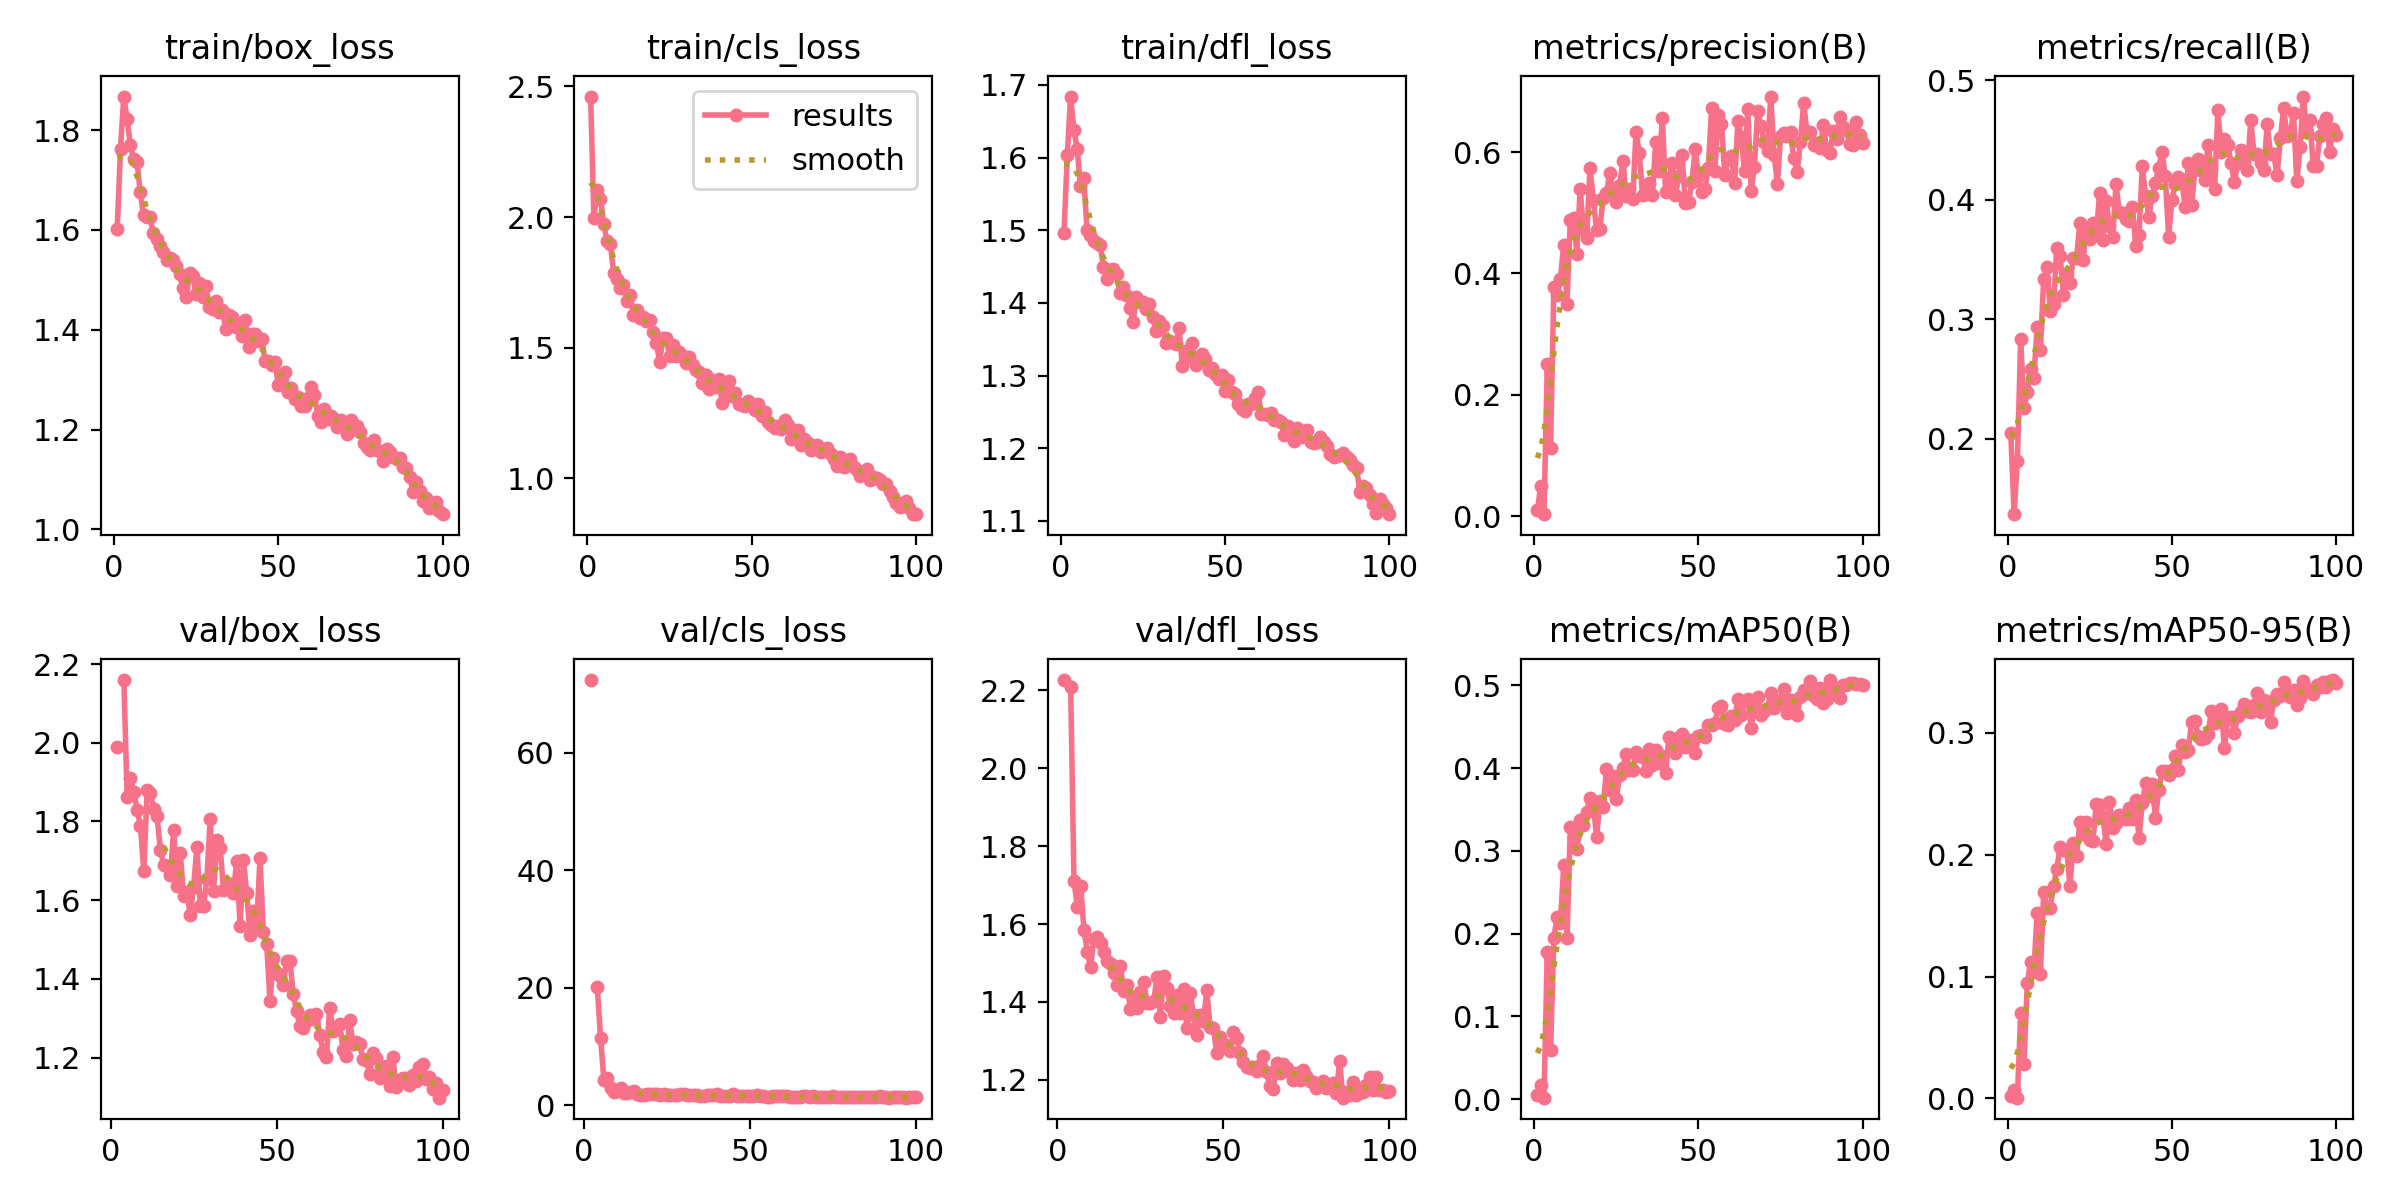 train/box_loss
1.8
1.6
1.4
1.2
1.0
0 50 100
train/cls_loss
results
smooth
2.5
2.0
1.5
1.0
0 50 100
train/dfl_loss
1.7
1.6
1.5
1.4
1.3
1.2
1.1
0 50 100
metrics/precision(B)
0.6
0.4
0.2
0.0
0 50 100
metrics/recall(B)
0.5
0.4
0.3
0.2
0 50 100
val/box_loss
2.2
2.0
1.8
1.6
1.4
1.2
0 50 100
val/cls_loss
60
40
20
0
0 50 100
val/dfl_loss
2.2
2.0
1.8
1.6
1.4
1.2
0 50 100
metrics/mAP50(B)
0.5
0.4
0.3
0.2
0.1
0.0
0 50 100
metrics/mAP50-95(B)
0.3
0.2
0.1
0.0
0 50 100